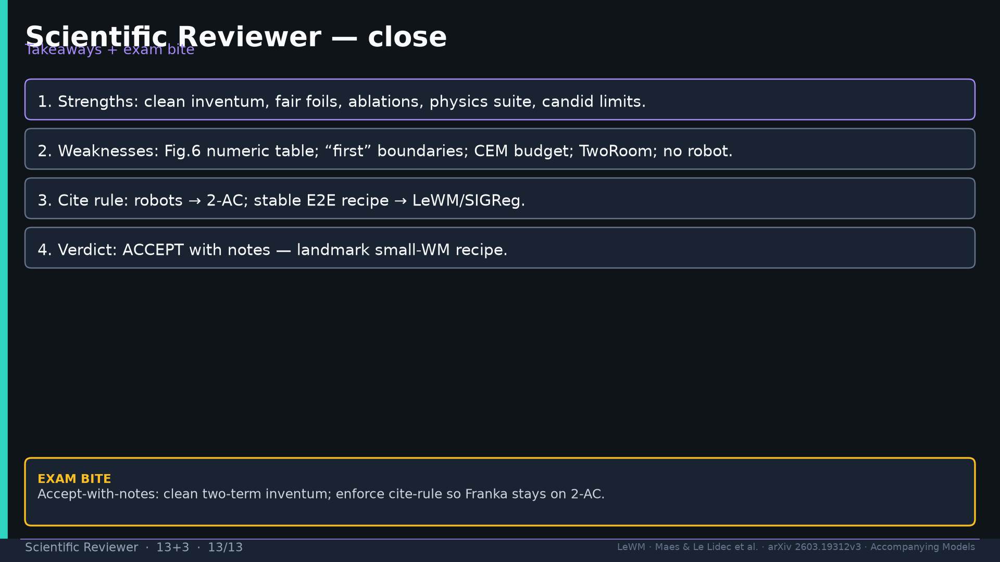 Scientific Reviewer — close
Takeaways + exam bite
1. Strengths: clean inventum, fair foils, ablations, physics suite, candid limits.
2. Weaknesses: Fig.6 numeric table; “first” boundaries; CEM budget; TwoRoom; no robot.
3. Cite rule: robots → 2-AC; stable E2E recipe → LeWM/SIGReg.
4. Verdict: ACCEPT with notes — landmark small-WM recipe.
EXAM BITE
Accept-with-notes: clean two-term inventum; enforce cite-rule so Franka stays on 2-AC.
Scientific Reviewer · 13+3 · 13/13
LeWM · Maes & Le Lidec et al. · arXiv 2603.19312v3 · Accompanying Models